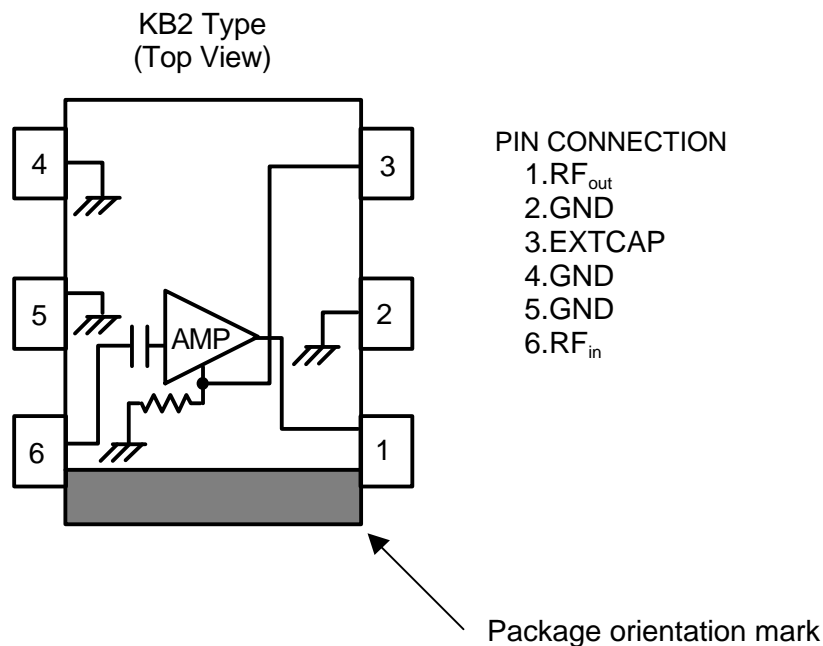 KB2 Type
(Top View)
4
3
5
2
AMP
6
1
PIN CONNECTION
1.RFout
2.GND
3.EXTCAP
4.GND
5.GND
6.RFin
Package orientation mark